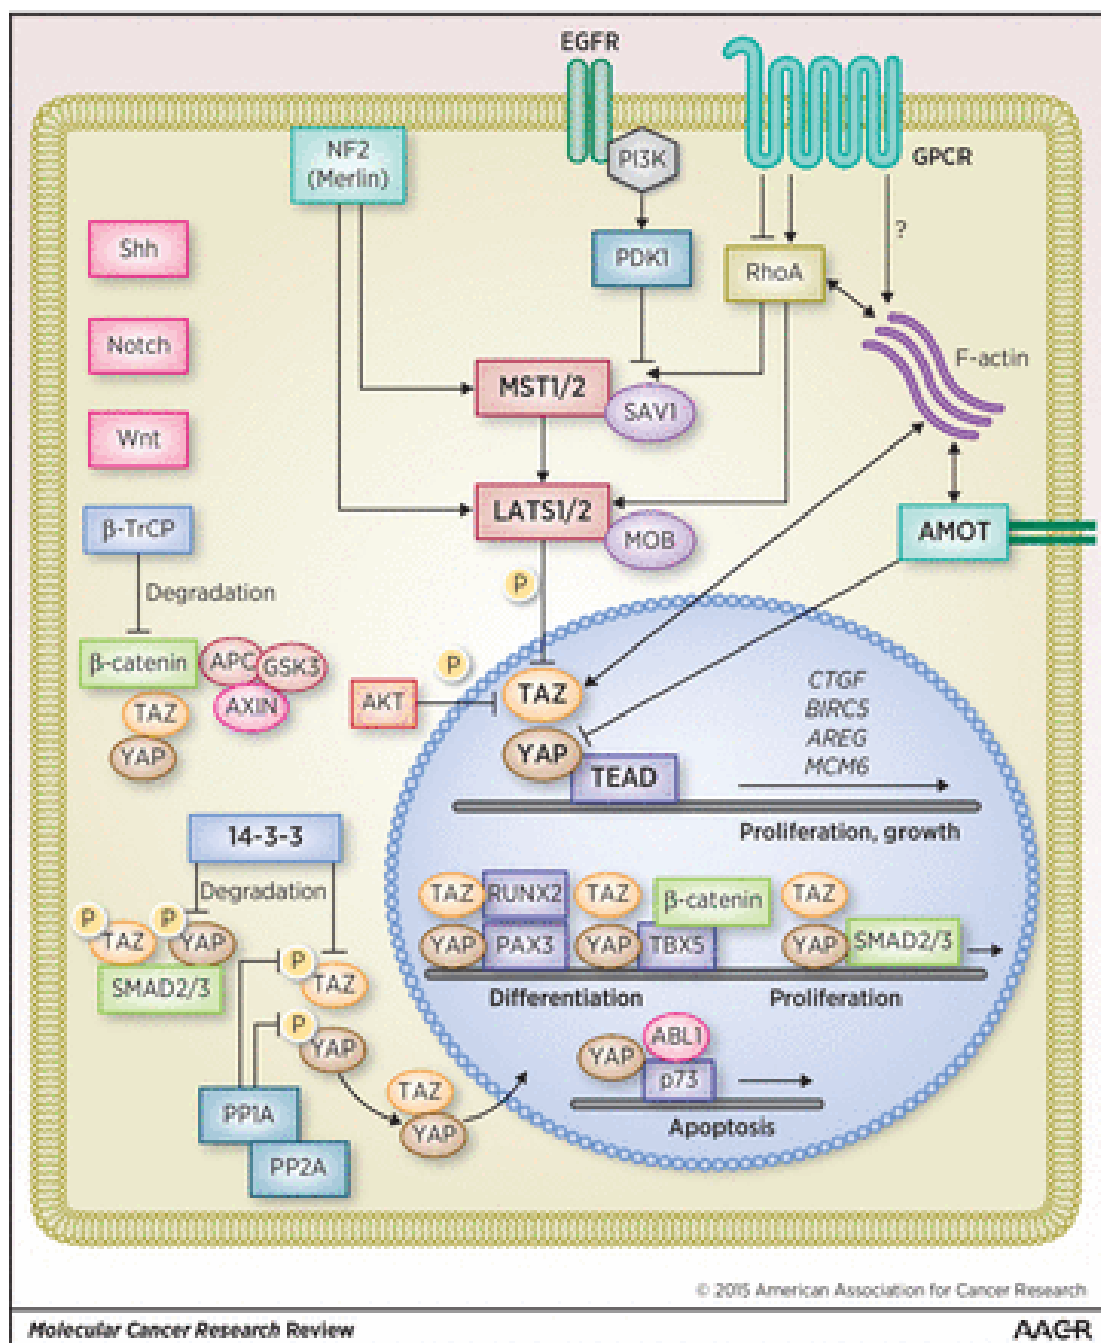 EGFR
NF2
(Merlin)
PI3K
GPCR
Shh
PDK1
RhoA
?
Notch
F-actin
MST1/2
SAV1
Wnt
LATS1/2
MOB
AMOT
β-TrCP
P
Degradation
β-catenin
APC
GSK3
AXIN
TAZ
YAP
P
AKT
TAZ
YAP
TEAD
CTGF
BIRC5
AREG
MCM6
Proliferation, growth
14-3-3
Degradation
P
TAZ
P
YAP
SMAD2/3
P
TAZ
P
YAP
TAZ
YAP
PP1A
PP2A
TAZ
RUNX2
YAP
PAX3
TAZ
β-catenin
YAP
TBX5
TAZ
YAP
SMAD2/3
Differentiation
Proliferation
YAP
ABL1
p73
Apoptosis
© 2015 American Association for Cancer Research
Molecular Cancer Research Review
AACR